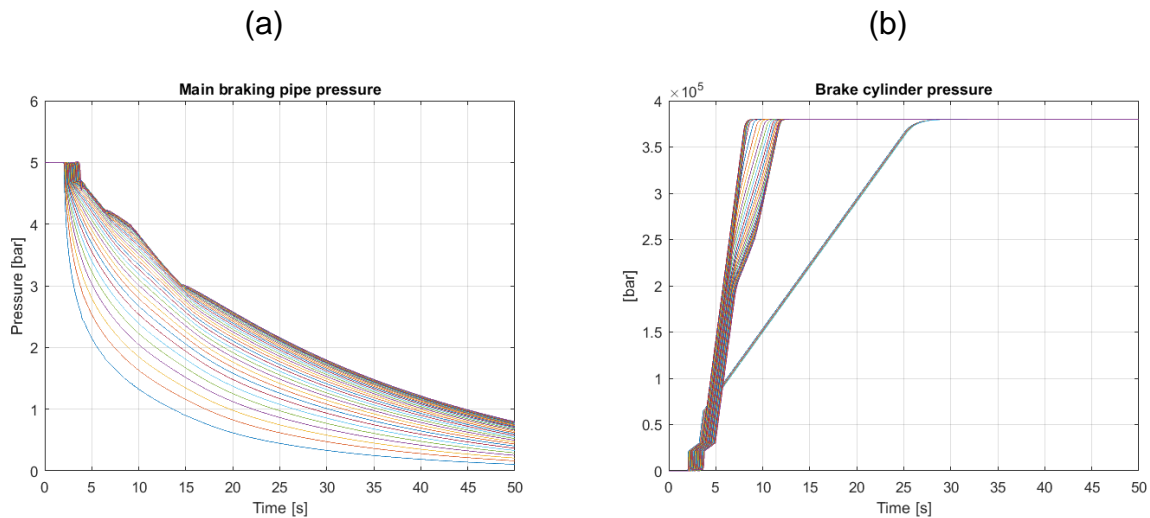 (a)
(b)
Main braking pipe pressure
6
5
4
3
2
1
0
Pressure [bar]
0 5 10 15 20 25 30 35 40 45 50
Time [s]
Brake cylinder pressure
×10^5
4
3.5
3
2.5
2
1.5
1
0.5
0
[bar]
0 5 10 15 20 25 30 35 40 45 50
Time [s]